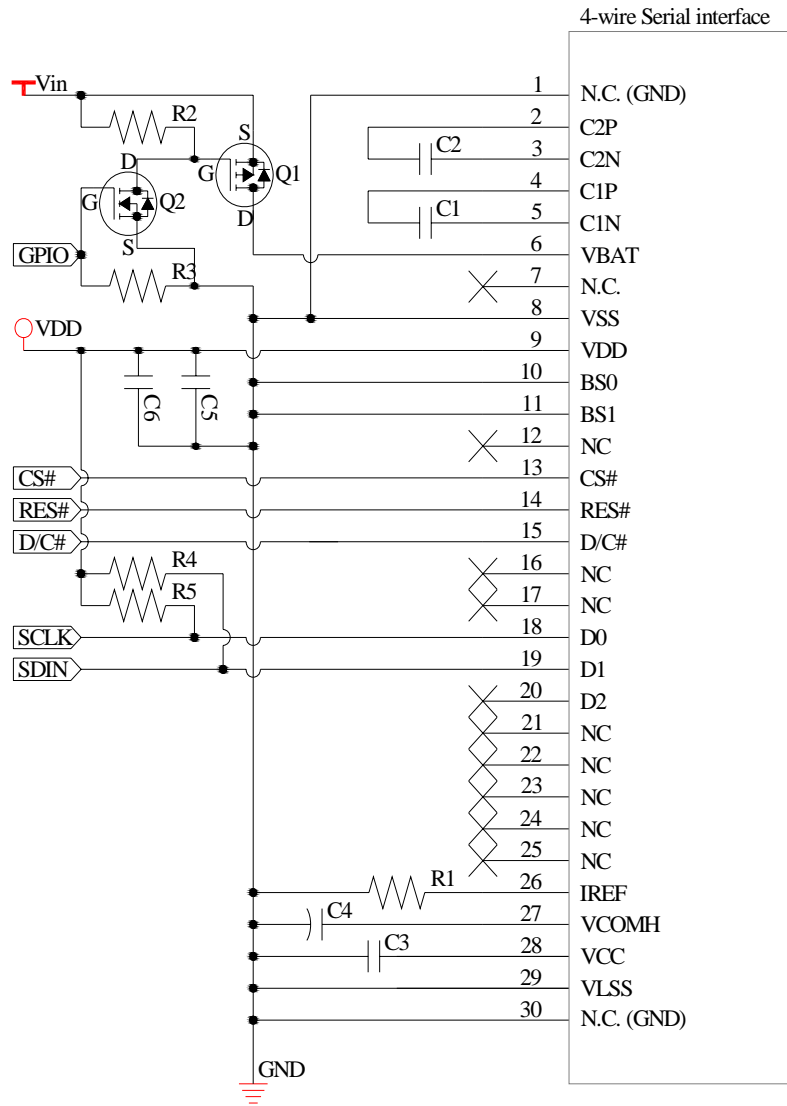 4-wire Serial interface
Vin
R2
S
Q1
G
D
D
G
Q2
S
GPIO
R3
VDD
C6
C5
CS#
RES#
D/C#
R4
R5
SCLK
SDIN
C2
C1
R1
C4
C3
GND
1 N.C. (GND)
2 C2P
3 C2N
4 C1P
5 C1N
6 VBAT
7 N.C.
8 VSS
9 VDD
10 BS0
11 BS1
12 NC
13 CS#
14 RES#
15 D/C#
16 NC
17 NC
18 D0
19 D1
20 D2
21 NC
22 NC
23 NC
24 NC
25 NC
26 IREF
27 VCOMH
28 VCC
29 VLSS
30 N.C. (GND)